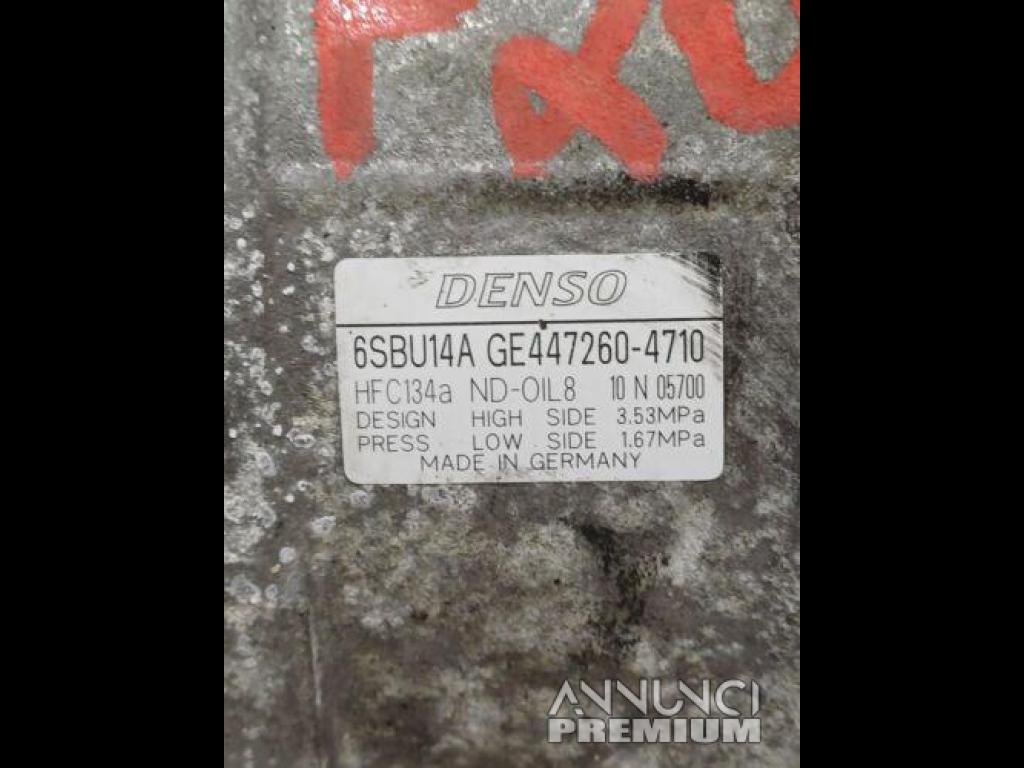 DENSO
6SBU14A GE447260-4710
HFC134a ND-OIL8 10 N 05700
DESIGN HIGH SIDE 3.53MPa
PRESS LOW SIDE 1.67MPa
MADE IN GERMANY
ANNUNCI
PREMIUM